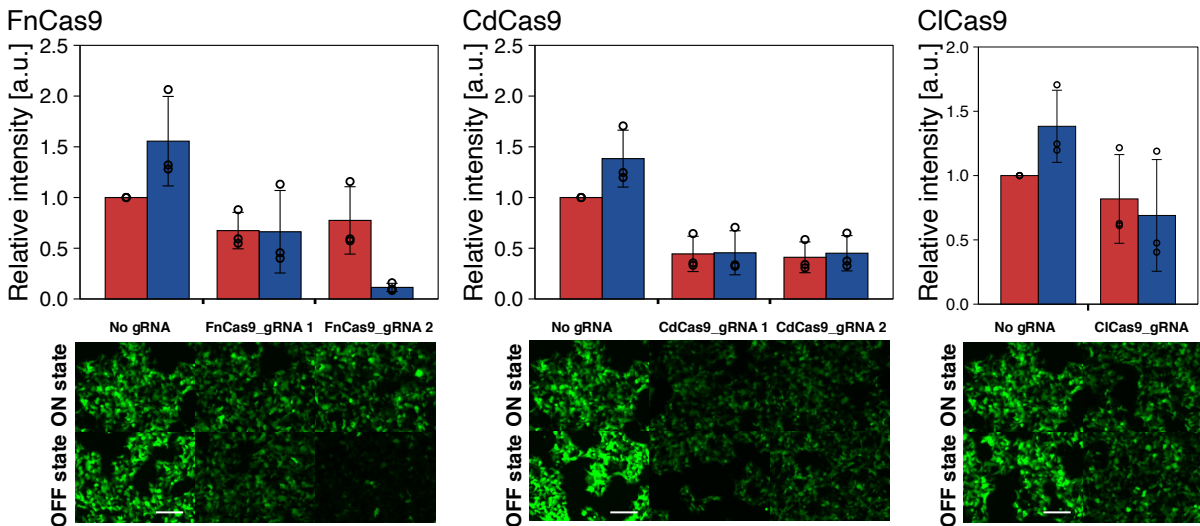 FnCas9
Relative intensity [a.u.]
2.5
2.0
1.5
1.0
0.5
0.0
No gRNA FnCas9_gRNA 1 FnCas9_gRNA 2
ON state
OFF state
CdCas9
Relative intensity [a.u.]
2.5
2.0
1.5
1.0
0.5
0.0
No gRNA CdCas9_gRNA 1 CdCas9_gRNA 2
ON state
OFF state
ClCas9
Relative intensity [a.u.]
2.0
1.5
1.0
0.5
0.0
No gRNA ClCas9_gRNA
ON state
OFF state